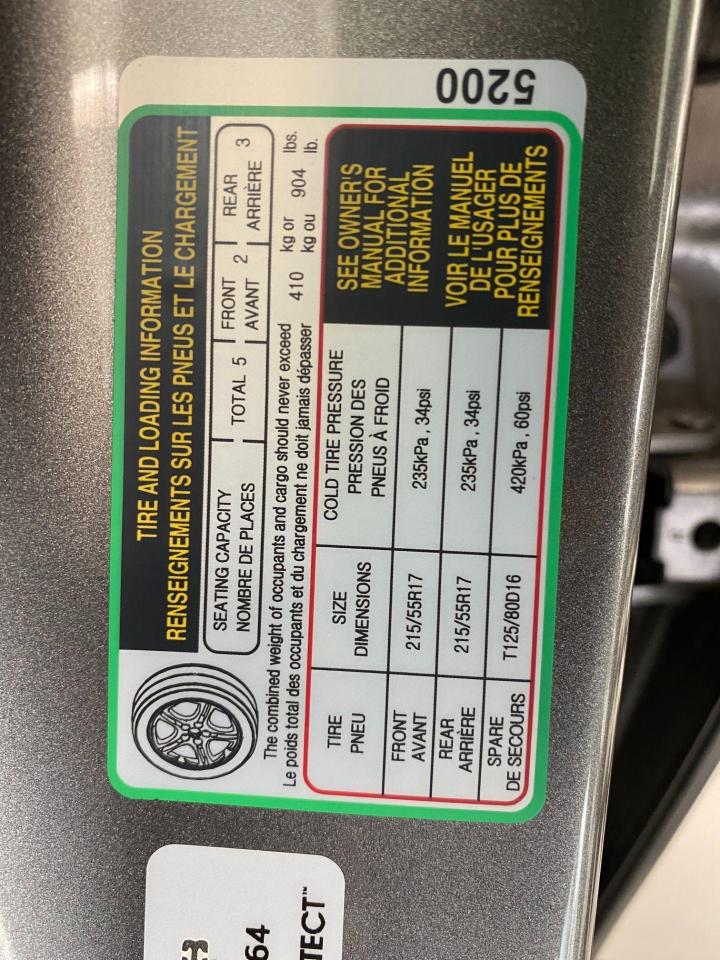 TIRE AND LOADING INFORMATION
RENSEIGNEMENTS SUR LES PNEUS ET LE CHARGEMENT
SEATING CAPACITY TOTAL 5 FRONT 2 REAR 3
NOMBRE DE PLACES AVANT ARRIÈRE
The combined weight of occupants and cargo should never exceed 410 kg or 904 lbs.
Le poids total des occupants et du chargement ne doit jamais dépasser kg ou lb.
TIRE SIZE COLD TIRE PRESSURE
PNEU DIMENSIONS PRESSION DES
PNEUS À FROID
FRONT 215/55R17 235kPa , 34psi
AVANT
REAR 215/55R17 235kPa , 34psi
ARRIÈRE
SPARE T125/80D16 420kPa , 60psi
DE SECOURS
SEE OWNER'S
MANUAL FOR
ADDITIONAL
INFORMATION
VOIR LE MANUEL
DE L'USAGER
POUR PLUS DE
RENSEIGNEMENTS
5200
64
TECT™